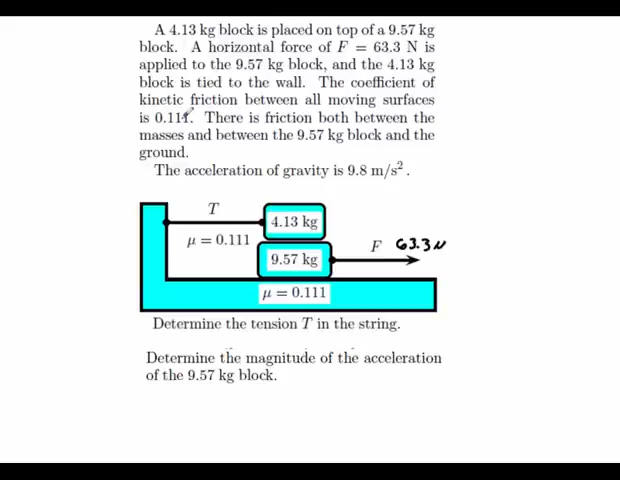 A 4.13 kg block is placed on top of a 9.57 kg
block. A horizontal force of F = 63.3 N is
applied to the 9.57 kg block, and the 4.13 kg
block is tied to the wall. The coefficient of
kinetic friction between all moving surfaces
is 0.111. There is friction both between the
masses and between the 9.57 kg block and the
ground.
The acceleration of gravity is 9.8 m/s².
T
4.13 kg
μ = 0.111
F 63.3 N
9.57 kg
μ = 0.111
Determine the tension T in the string.
Determine the magnitude of the acceleration
of the 9.57 kg block.